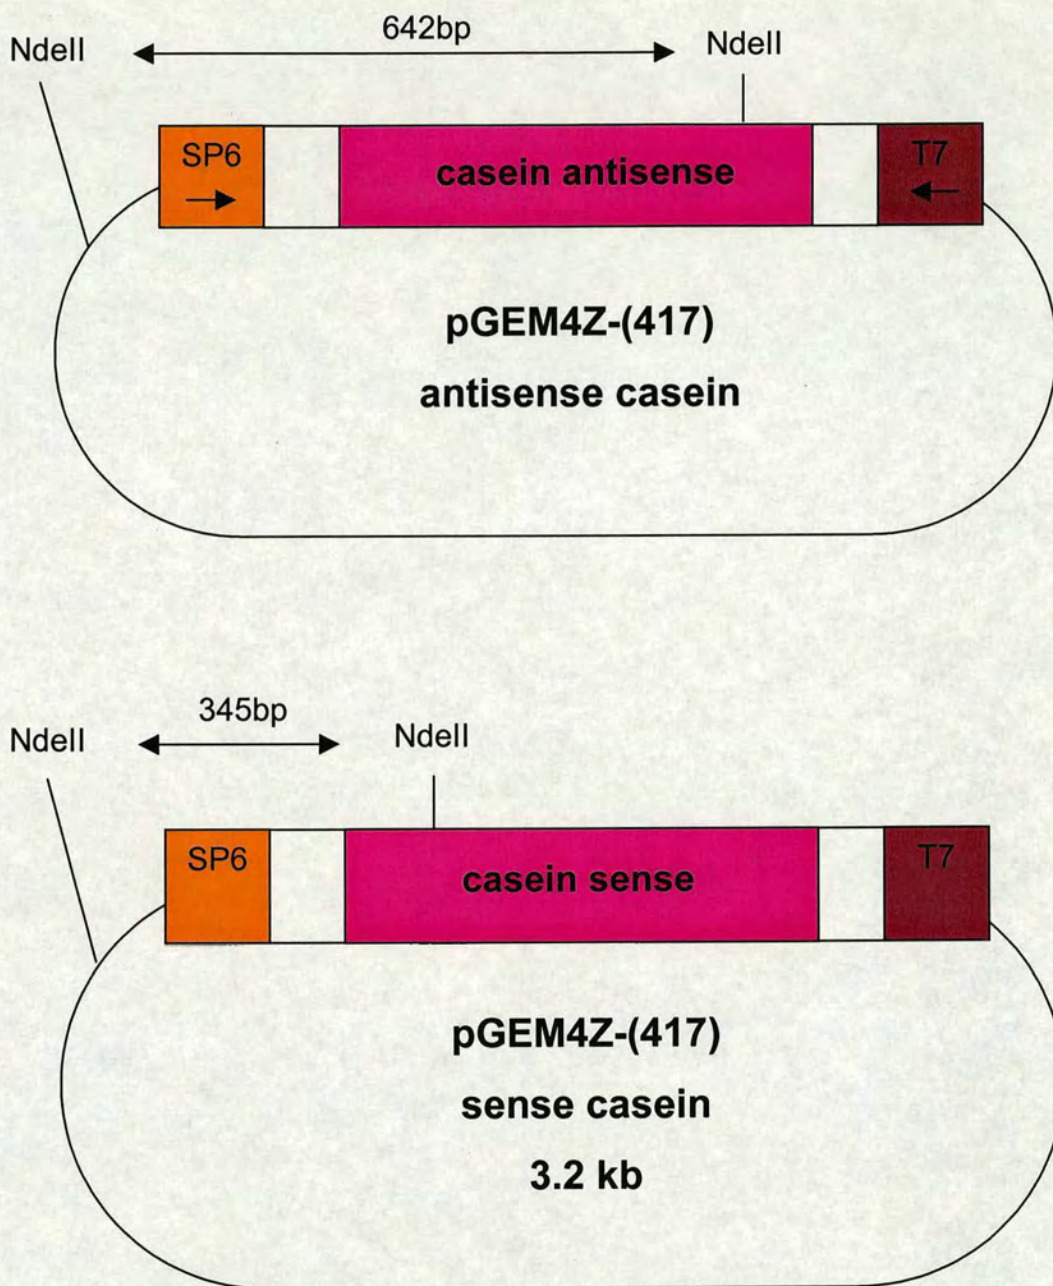 642bp
NdeII
NdeII
SP6
casein antisense
T7
pGEM4Z-(417)
antisense casein
345bp
NdeII
NdeII
SP6
casein sense
T7
pGEM4Z-(417)
sense casein
3.2 kb